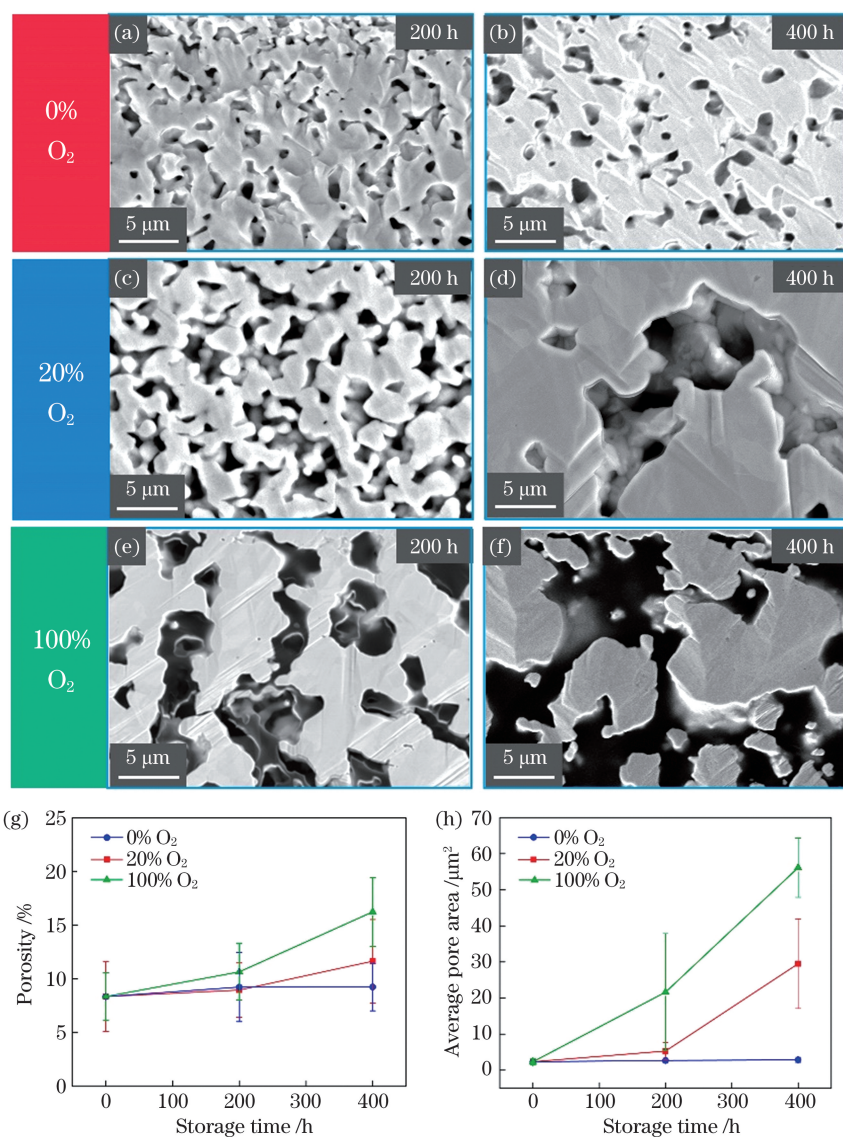 0%
O₂
(a)
200 h
5 μm
(b)
400 h
5 μm
20%
O₂
(c)
200 h
5 μm
(d)
400 h
5 μm
100%
O₂
(e)
200 h
5 μm
(f)
400 h
5 μm
(g)
25
20
15
10
5
0
Porosity /%
0% O₂
20% O₂
100% O₂
0 100 200 300 400
Storage time /h
(h)
70
60
50
40
30
20
10
0
Average pore area /μm²
0% O₂
20% O₂
100% O₂
0 100 200 300 400
Storage time /h